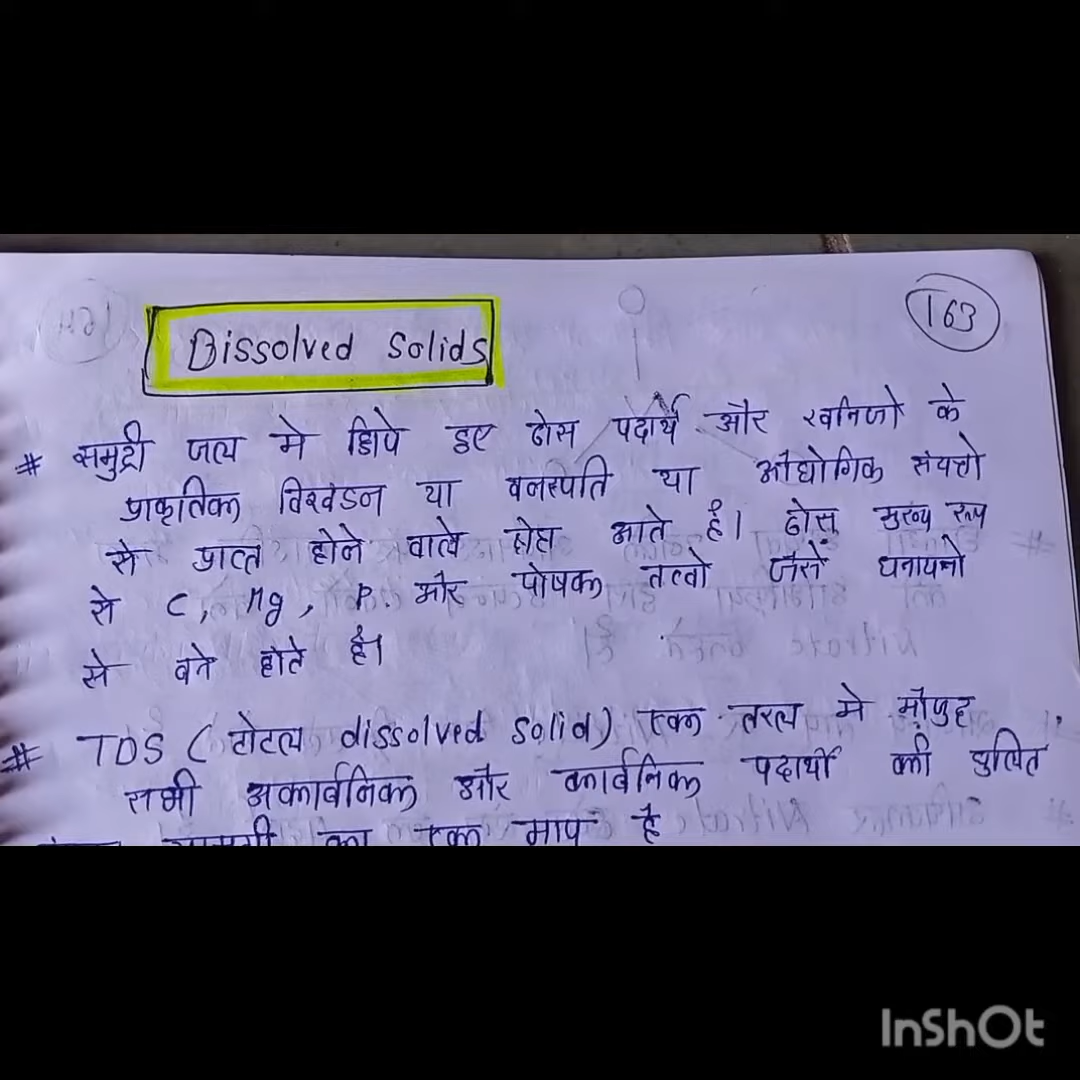 163
Dissolved Solids
# समुद्री जल मे छिपे हुए ठोस पदार्थ और खनिजो के
प्राकृतिक विखंडन या वनस्पति या औद्योगिक संयंत्रो
से प्राप्त होने वाले आते है। ठोस मुख्य रूप
से C, Mg, P. और पोषक तत्वो जैसे धनायनो
से बने होते है।
# TDS (टोटल dissolved solid) एक तरल मे मौजुद
सभी अकार्बनिक और कार्बनिक पदार्थो की घुलित
का एक माप है
InShOt